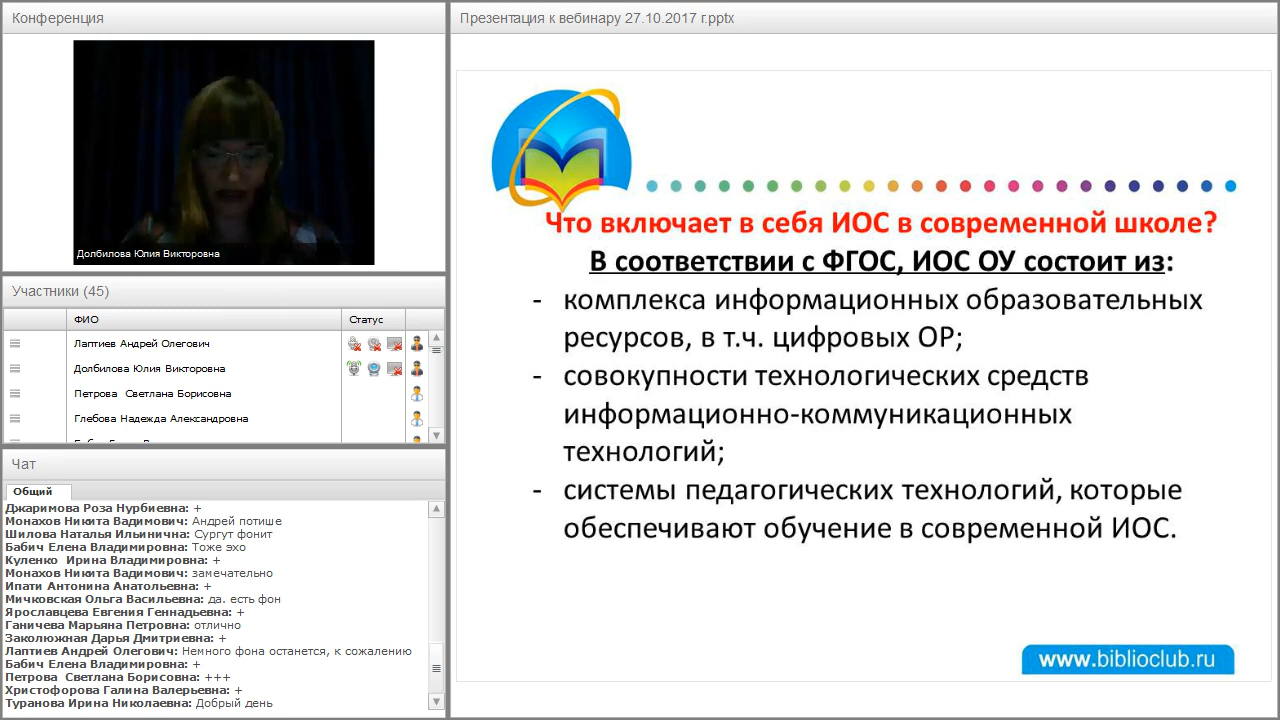 Конференция
Долбилова Юлия Викторовна
Участники (45)
ФИО
Статус
Лаптиев Андрей Олегович
Долбилова Юлия Викторовна
Петрова Светлана Борисовна
Глебова Надежда Александровна
Чат
Общий
Джаримова Роза Нурбиевна: +
Монахов Никита Вадимович: Андрей потише
Шилова Наталья Ильинична: Сургут фонит
Бабич Елена Владимировна: Тоже эхо
Куленко Ирина Владимировна: +
Монахов Никита Вадимович: замечательно
Ипати Антонина Анатольевна: +
Мичковская Ольга Васильевна: да. есть фон
Ярославцева Евгения Геннадьевна: +
Ганичева Марьяна Петровна: отлично
Заколюжная Дарья Дмитриевна: +
Лаптиев Андрей Олегович: Немного фона останется, к сожалению
Бабич Елена Владимировна: +
Петрова Светлана Борисовна: +++
Христофорова Галина Валерьевна: +
Туранова Ирина Николаевна: Добрый день
Презентация к вебинару 27.10.2017 г.pptx
Что включает в себя ИОС в современной школе?
В соответствии с ФГОС, ИОС ОУ состоит из:
- комплекса информационных образовательных
ресурсов, в т.ч. цифровых ОР;
- совокупности технологических средств
информационно-коммуникационных
технологий;
- системы педагогических технологий, которые
обеспечивают обучение в современной ИОС.
www.biblioclub.ru